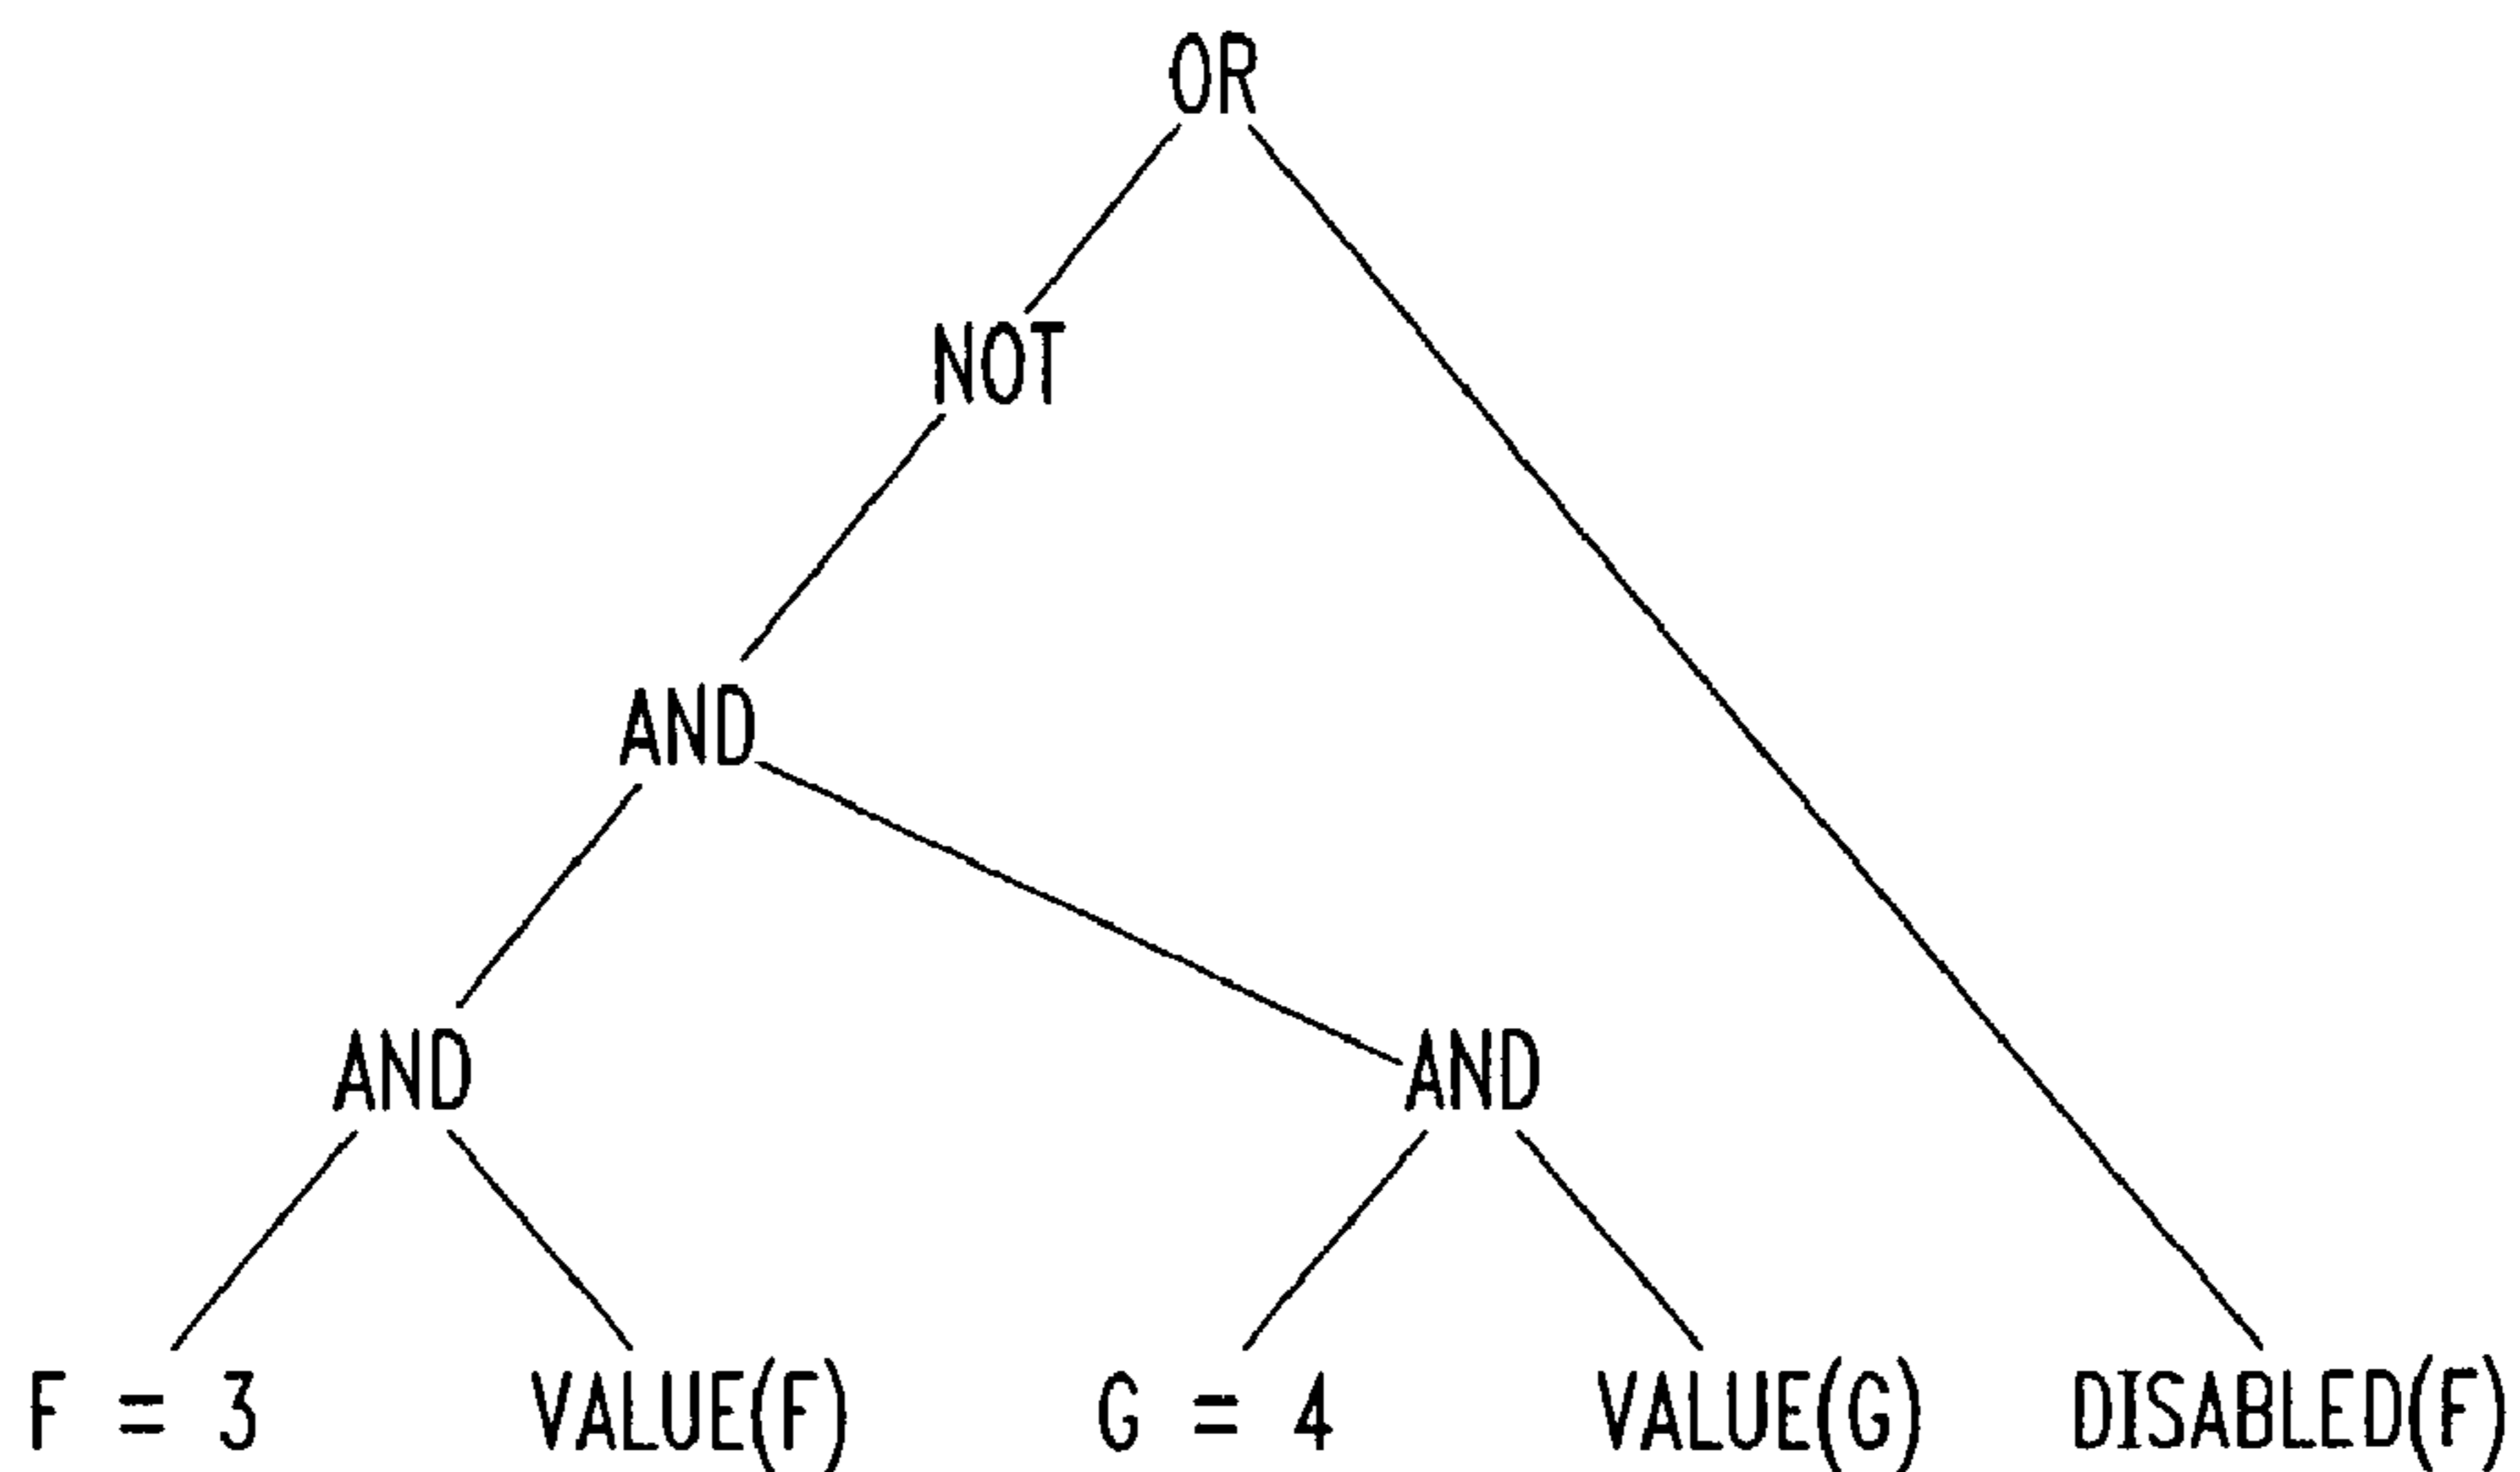 OR
NOT
AND
AND AND
F = 3 VALUE(F) G = 4 VALUE(G) DISABLED(F)